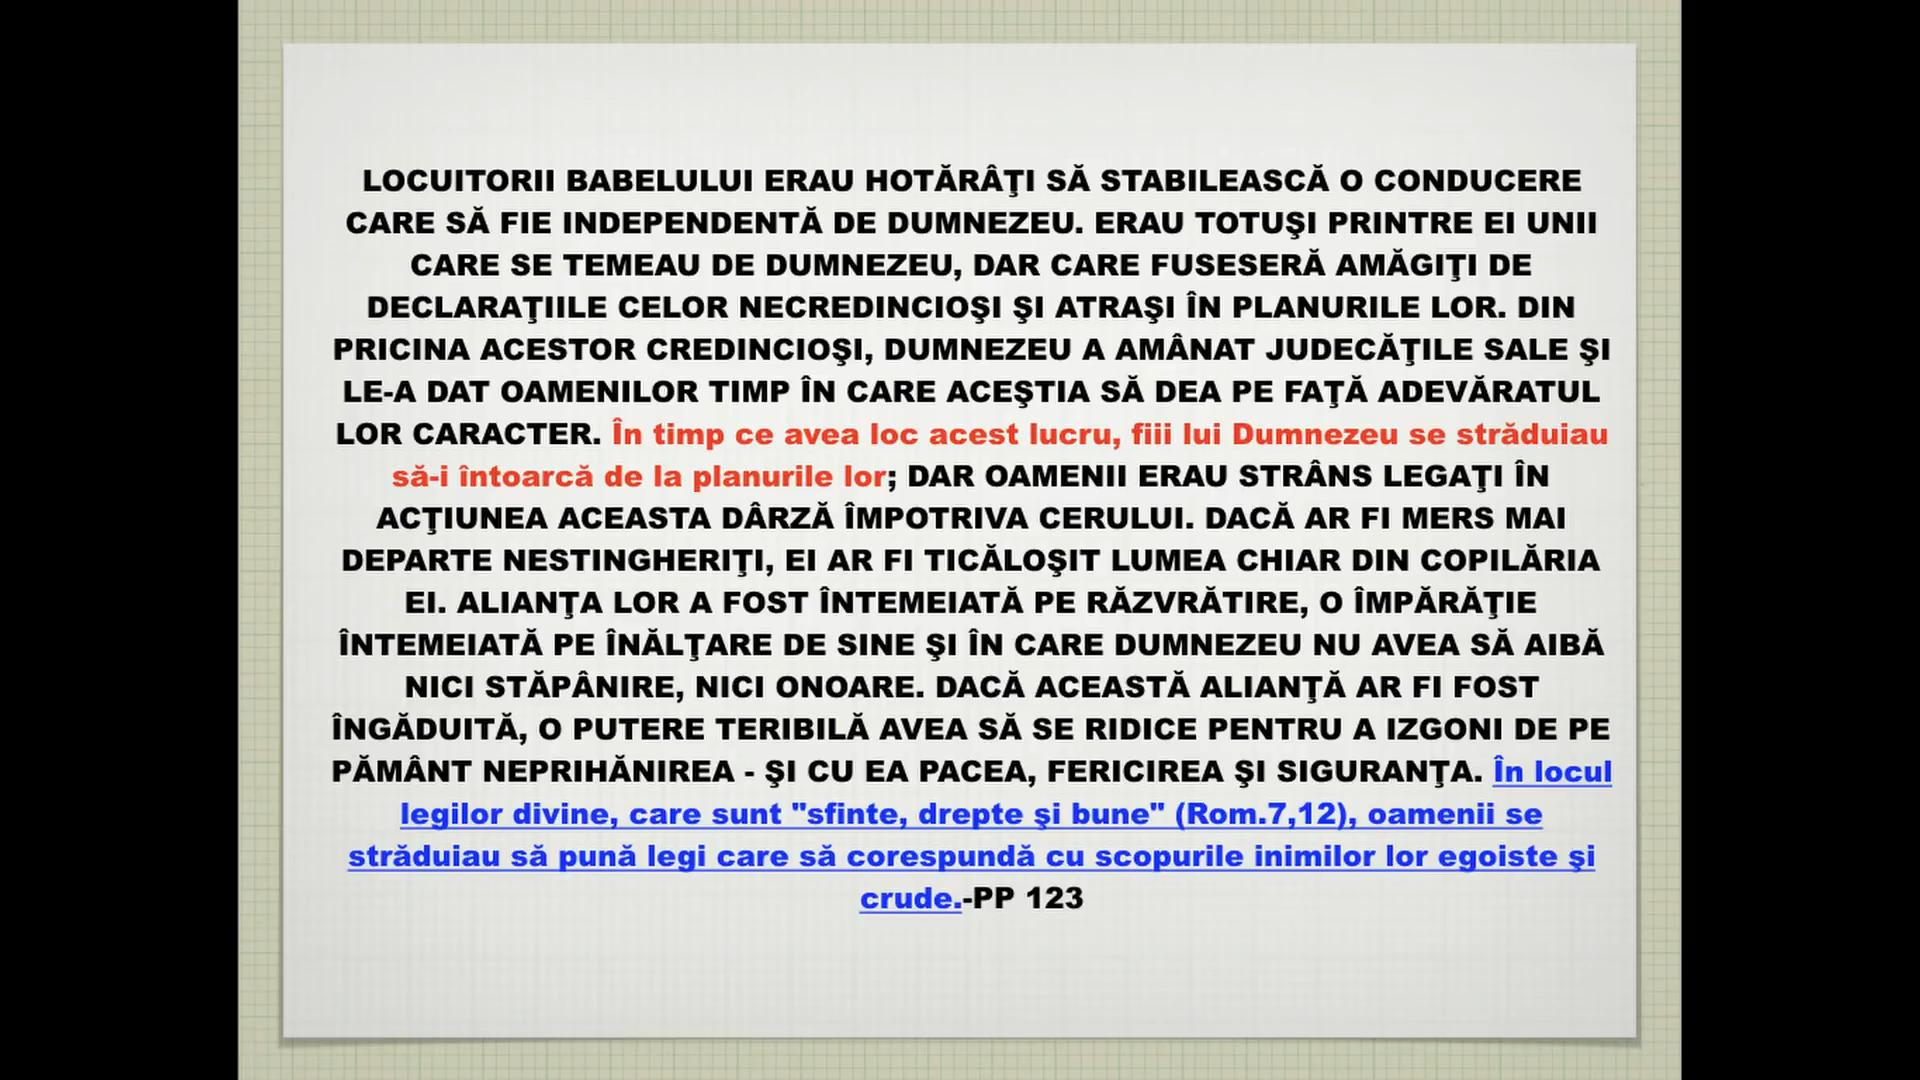 LOCUITORII BABELULUI ERAU HOTĂRÂŢI SĂ STABILEASCĂ O CONDUCERE
CARE SĂ FIE INDEPENDENTĂ DE DUMNEZEU. ERAU TOTUŞI PRINTRE EI UNII
CARE SE TEMEAU DE DUMNEZEU, DAR CARE FUSESERĂ AMĂGIŢI DE
DECLARAŢIILE CELOR NECREDINCIOŞI ŞI ATRAŞI ÎN PLANURILE LOR. DIN
PRICINA ACESTOR CREDINCIOŞI, DUMNEZEU A AMÂNAT JUDECĂŢILE SALE ŞI
LE-A DAT OAMENILOR TIMP ÎN CARE ACEŞTIA SĂ DEA PE FAŢĂ ADEVĂRATUL
LOR CARACTER. În timp ce avea loc acest lucru, fiii lui Dumnezeu se străduiau
să-i întoarcă de la planurile lor; DAR OAMENII ERAU STRÂNS LEGAŢI ÎN
ACŢIUNEA ACEASTA DÂRZĂ ÎMPOTRIVA CERULUI. DACĂ AR FI MERS MAI
DEPARTE NESTINGHERIŢI, EI AR FI TICĂLOŞIT LUMEA CHIAR DIN COPILĂRIA
EI. ALIANŢA LOR A FOST ÎNTEMEIATĂ PE RĂZVRĂTIRE, O ÎMPĂRĂŢIE
ÎNTEMEIATĂ PE ÎNĂLŢARE DE SINE ŞI ÎN CARE DUMNEZEU NU AVEA SĂ AIBĂ
NICI STĂPÂNIRE, NICI ONOARE. DACĂ ACEASTĂ ALIANŢĂ AR FI FOST
ÎNGĂDUITĂ, O PUTERE TERIBILĂ AVEA SĂ SE RIDICE PENTRU A IZGONI DE PE
PĂMÂNT NEPRIHĂNIREA - ŞI CU EA PACEA, FERICIREA ŞI SIGURANŢA. În locul
legilor divine, care sunt "sfinte, drepte şi bune" (Rom.7,12), oamenii se
străduiau să pună legi care să corespundă cu scopurile inimilor lor egoiste şi
crude.-PP 123